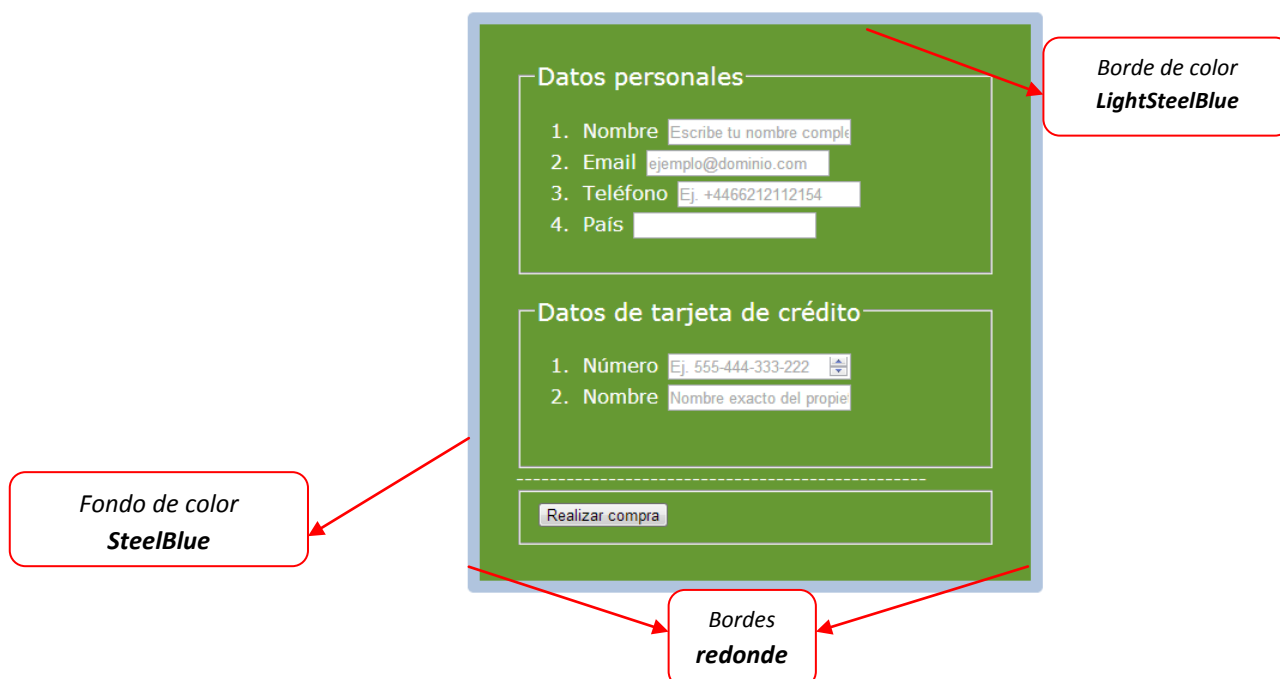 Borde de color
LightSteelBlue
Datos personales
1. Nombre Escribe tu nombre comple
2. Email ejemplo@dominio.com
3. Teléfono Ej. +4466212112154
4. País
Datos de tarjeta de crédito
1. Número Ej. 555-444-333-222
2. Nombre Nombre exacto del propie
-----------------------------------------------
Realizar compra
Fondo de color
SteelBlue
Bordes
redonde